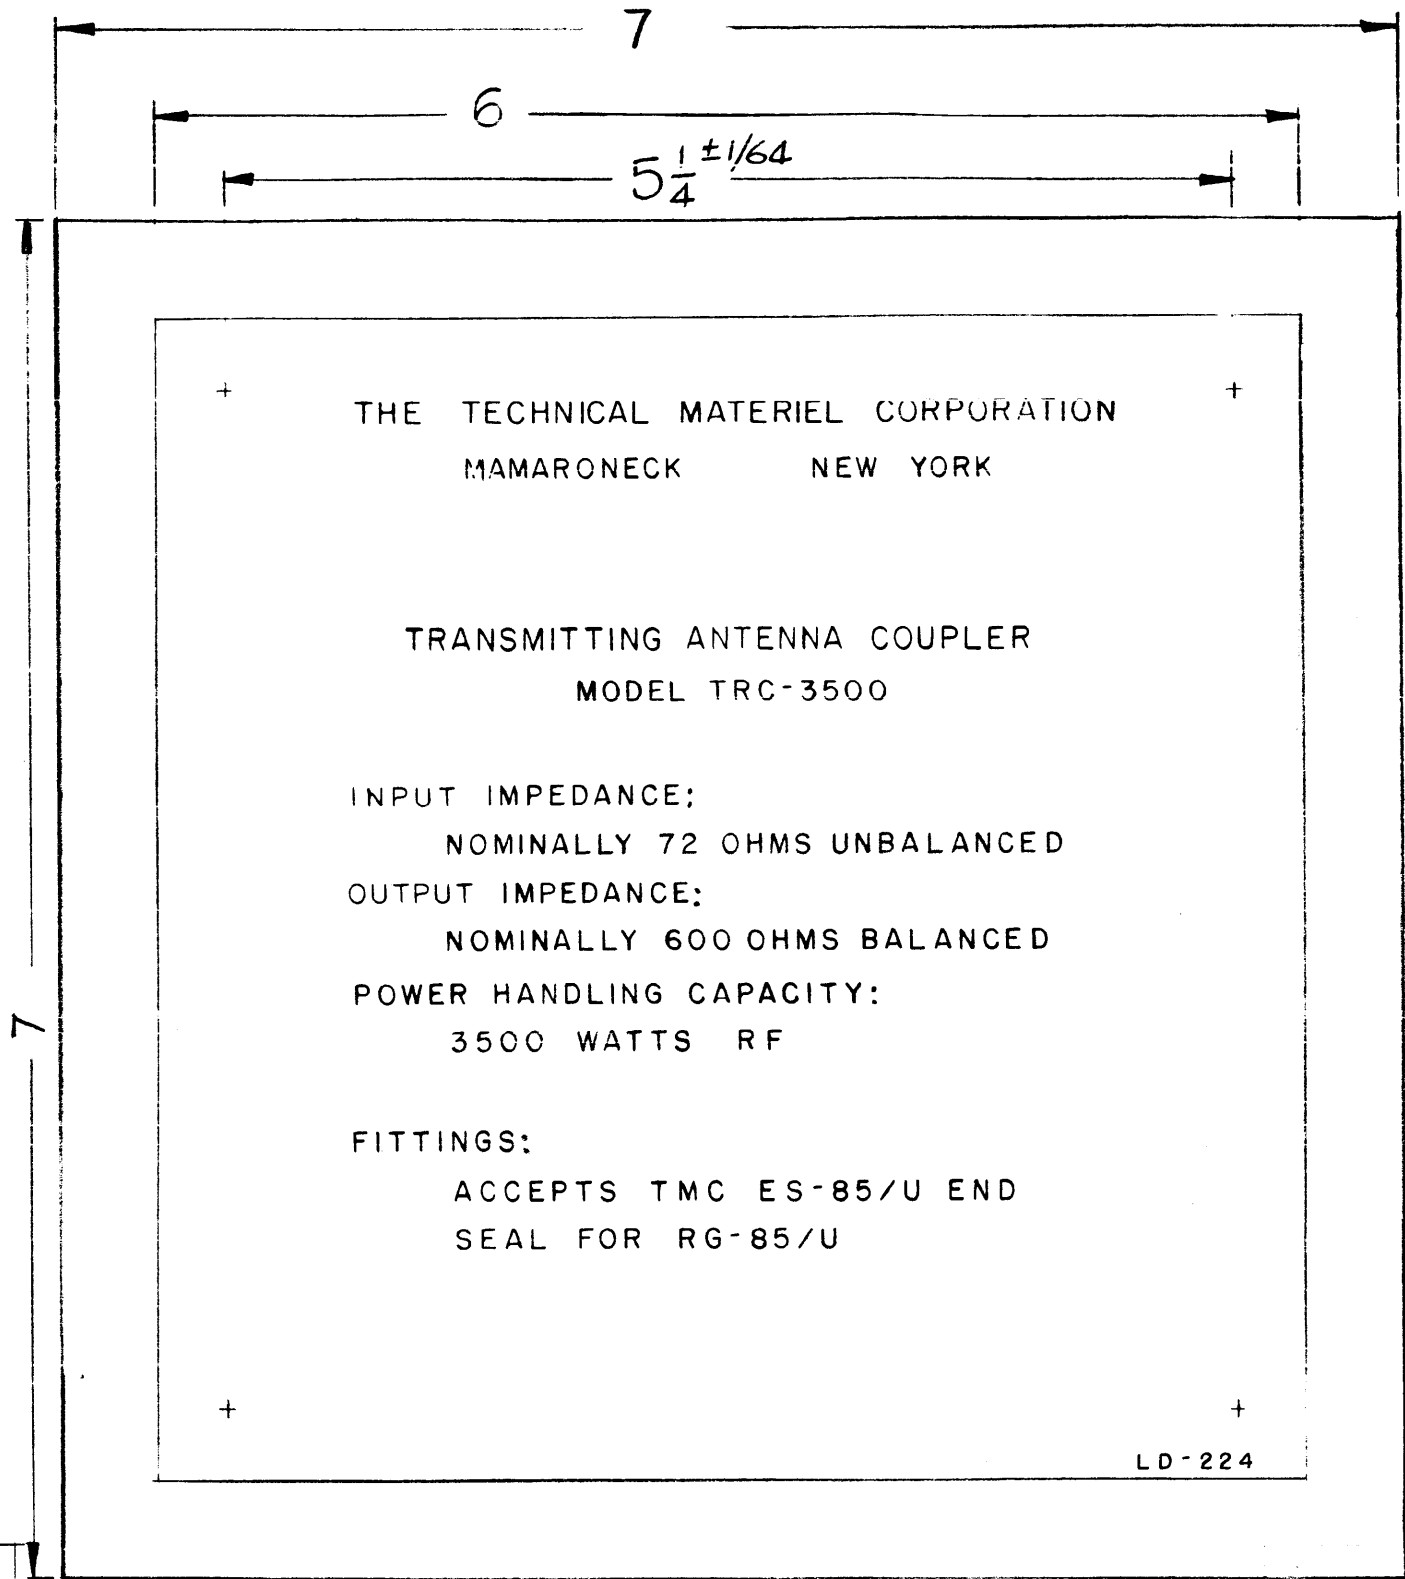 7
6
5 1/4 ±1/64
THE TECHNICAL MATERIEL CORPORATION
MAMARONECK NEW YORK
TRANSMITTING ANTENNA COUPLER
MODEL TRC-3500
INPUT IMPEDANCE:
NOMINALLY 72 OHMS UNBALANCED
OUTPUT IMPEDANCE:
NOMINALLY 600 OHMS BALANCED
POWER HANDLING CAPACITY:
3500 WATTS RF
7
FITTINGS:
ACCEPTS TMC ES-85/U END
SEAL FOR RG-85/U
LD-224